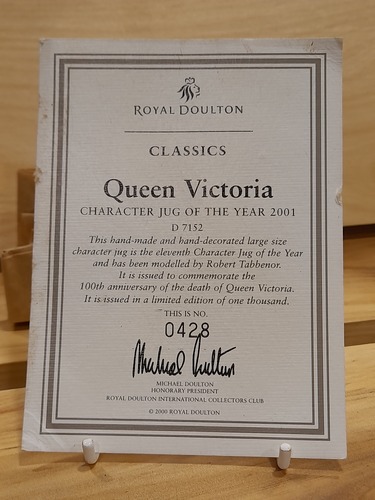 ROYAL DOULTON
CLASSICS
Queen Victoria
CHARACTER JUG OF THE YEAR 2001
D 7152
This hand-made and hand-decorated large size
character jug is the eleventh Character Jug of the Year
and has been modelled by Robert Tabbenor.
It is issued to commemorate the
100th anniversary of the death of Queen Victoria.
It is issued in a limited edition of one thousand.
THIS IS NO.
0428
Michael Doulton
MICHAEL DOULTON
HONORARY PRESIDENT
ROYAL DOULTON INTERNATIONAL COLLECTORS CLUB
© 2000 ROYAL DOULTON